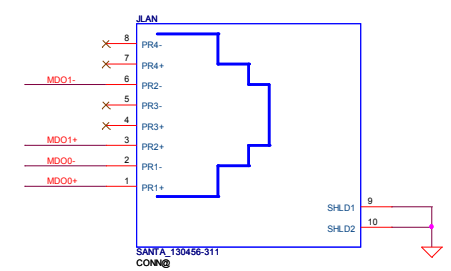 JLAN
8 PR4-
7 PR4+
MDO1- 6 PR2-
5 PR3-
4 PR3+
MDO1+ 3 PR2+
MDO0- 2 PR1-
MDO0+ 1 PR1+
SHLD1 9
SHLD2 10
SANTA_130456-311
CONN@